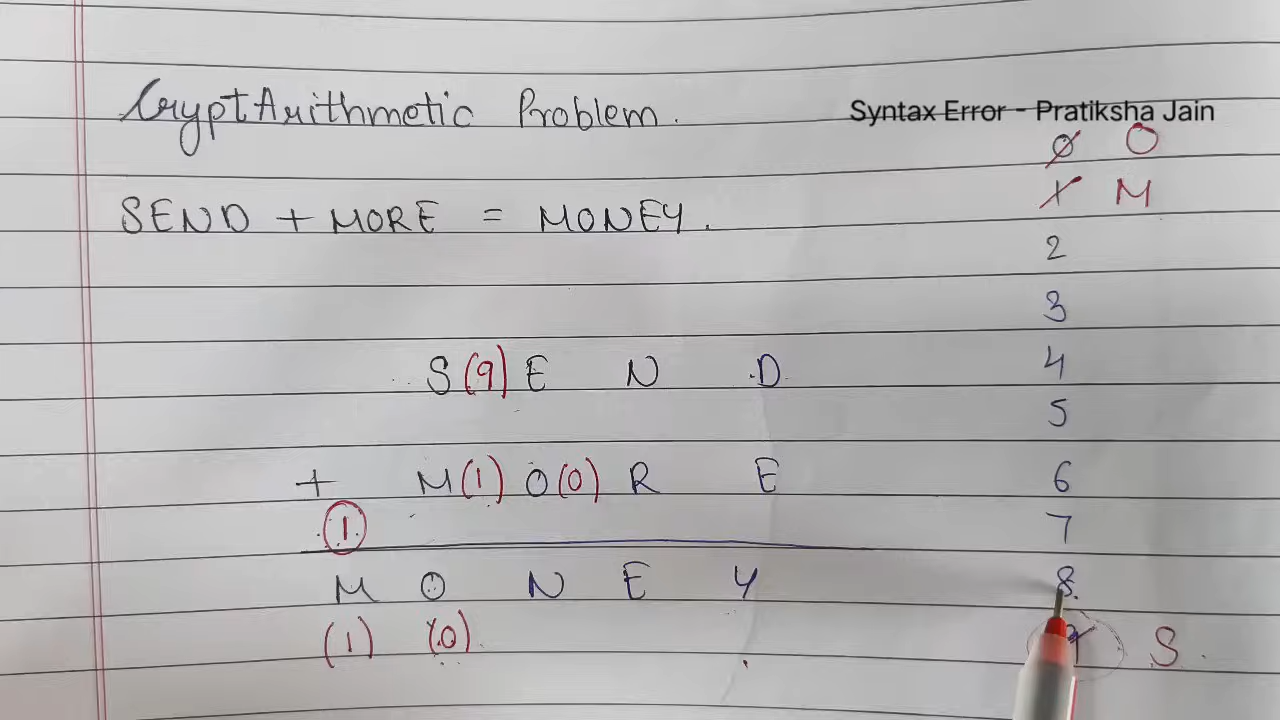 CryptArithmetic Problem.
Syntax Error - Pratiksha Jain
0 O
1 M
SEND + MORE = MONEY.
2
3
S(9) E N D
4
5
+ M(1) O(0) R E
6
(1)
7
M O N E Y
8
(1) (0)
9 S